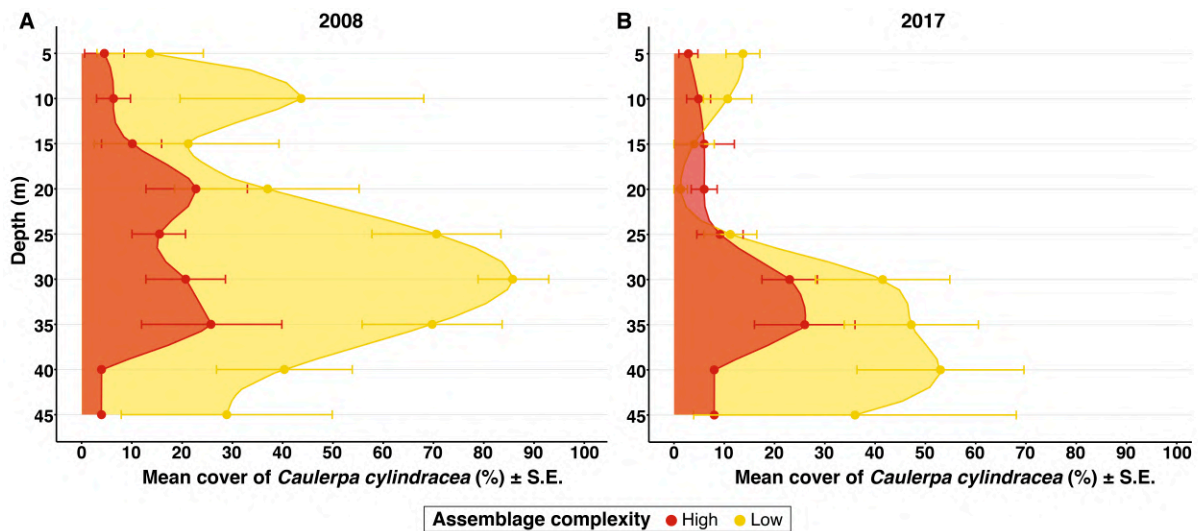 A 2008
B 2017
Depth (m)
5
10
15
20
25
30
35
40
45
0 10 20 30 40 50 60 70 80 90 100
Mean cover of Caulerpa cylindracea (%) ± S.E.
5
10
15
20
25
30
35
40
45
0 10 20 30 40 50 60 70 80 90 100
Mean cover of Caulerpa cylindracea (%) ± S.E.
Assemblage complexity High Low